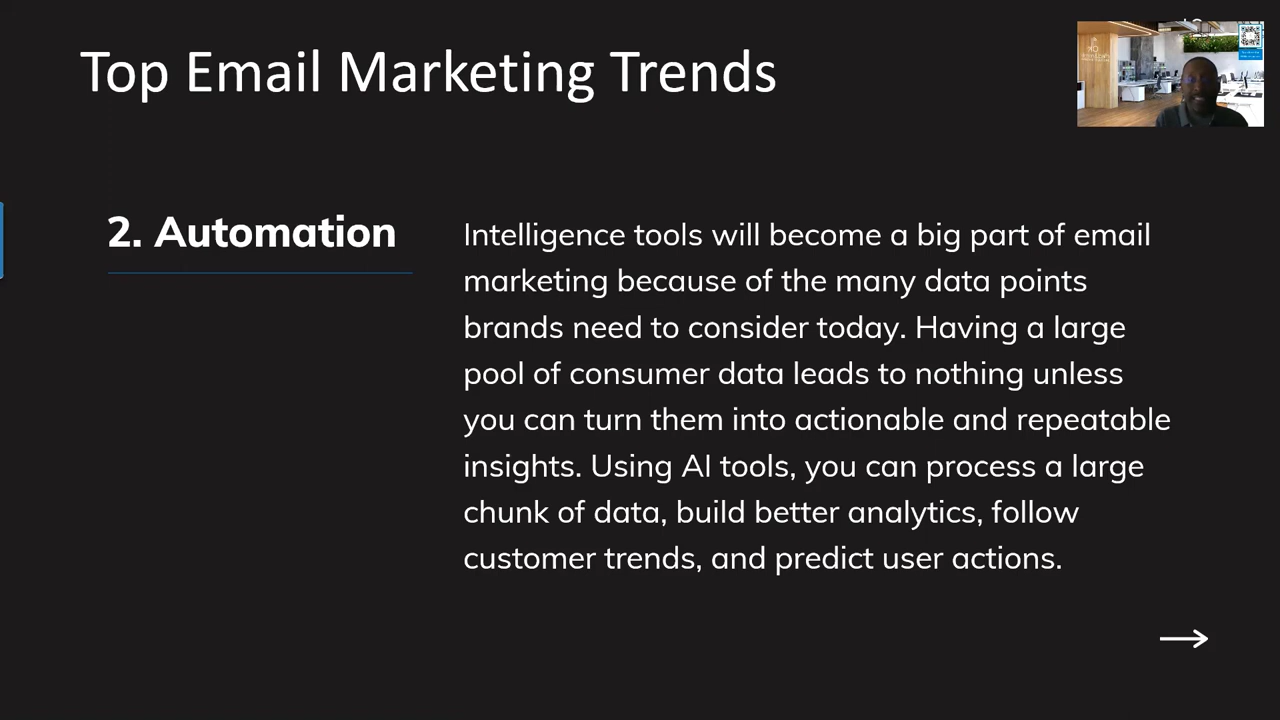 Top Email Marketing Trends
2. Automation
Intelligence tools will become a big part of email
marketing because of the many data points
brands need to consider today. Having a large
pool of consumer data leads to nothing unless
you can turn them into actionable and repeatable
insights. Using AI tools, you can process a large
chunk of data, build better analytics, follow
customer trends, and predict user actions.